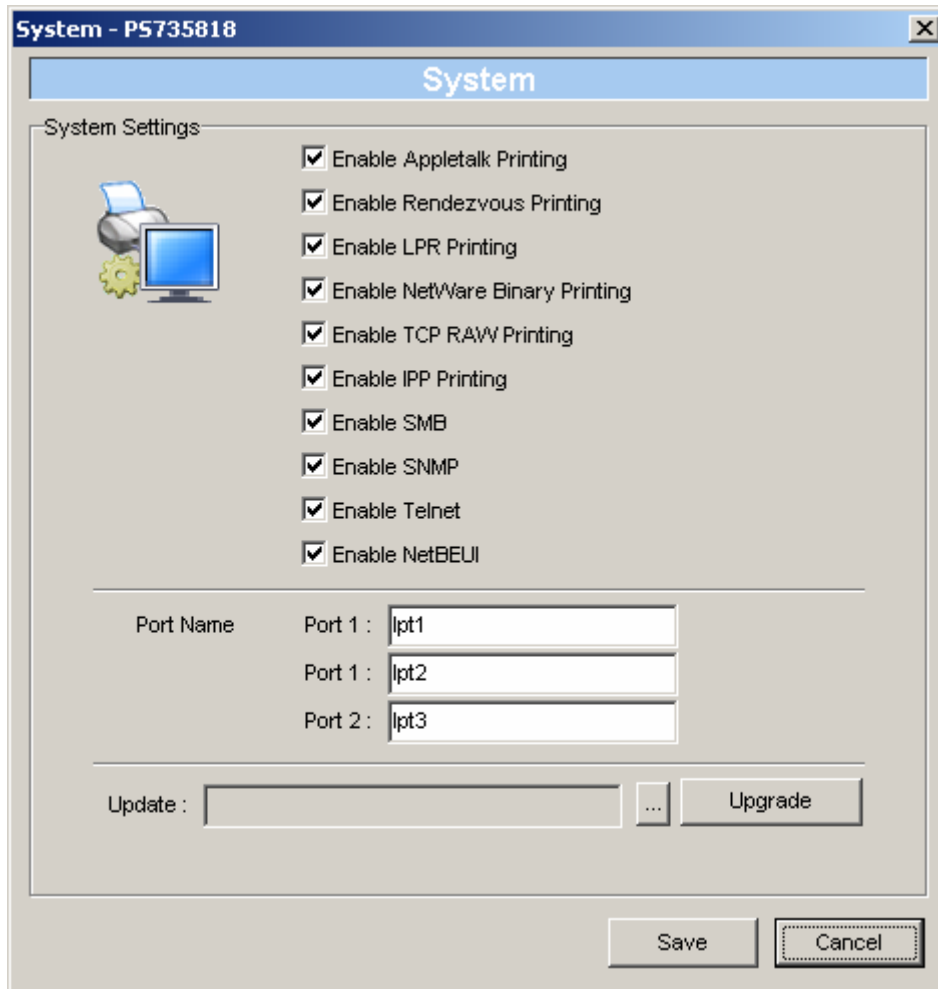 System - PS735818
System
System Settings
Enable Appletalk Printing
Enable Rendezvous Printing
Enable LPR Printing
Enable NetWare Binary Printing
Enable TCP RAW Printing
Enable IPP Printing
Enable SMB
Enable SNMP
Enable Telnet
Enable NetBEUI
Port Name Port 1 : lpt1
Port 1 : lpt2
Port 2 : lpt3
Update : ... Upgrade
Save Cancel